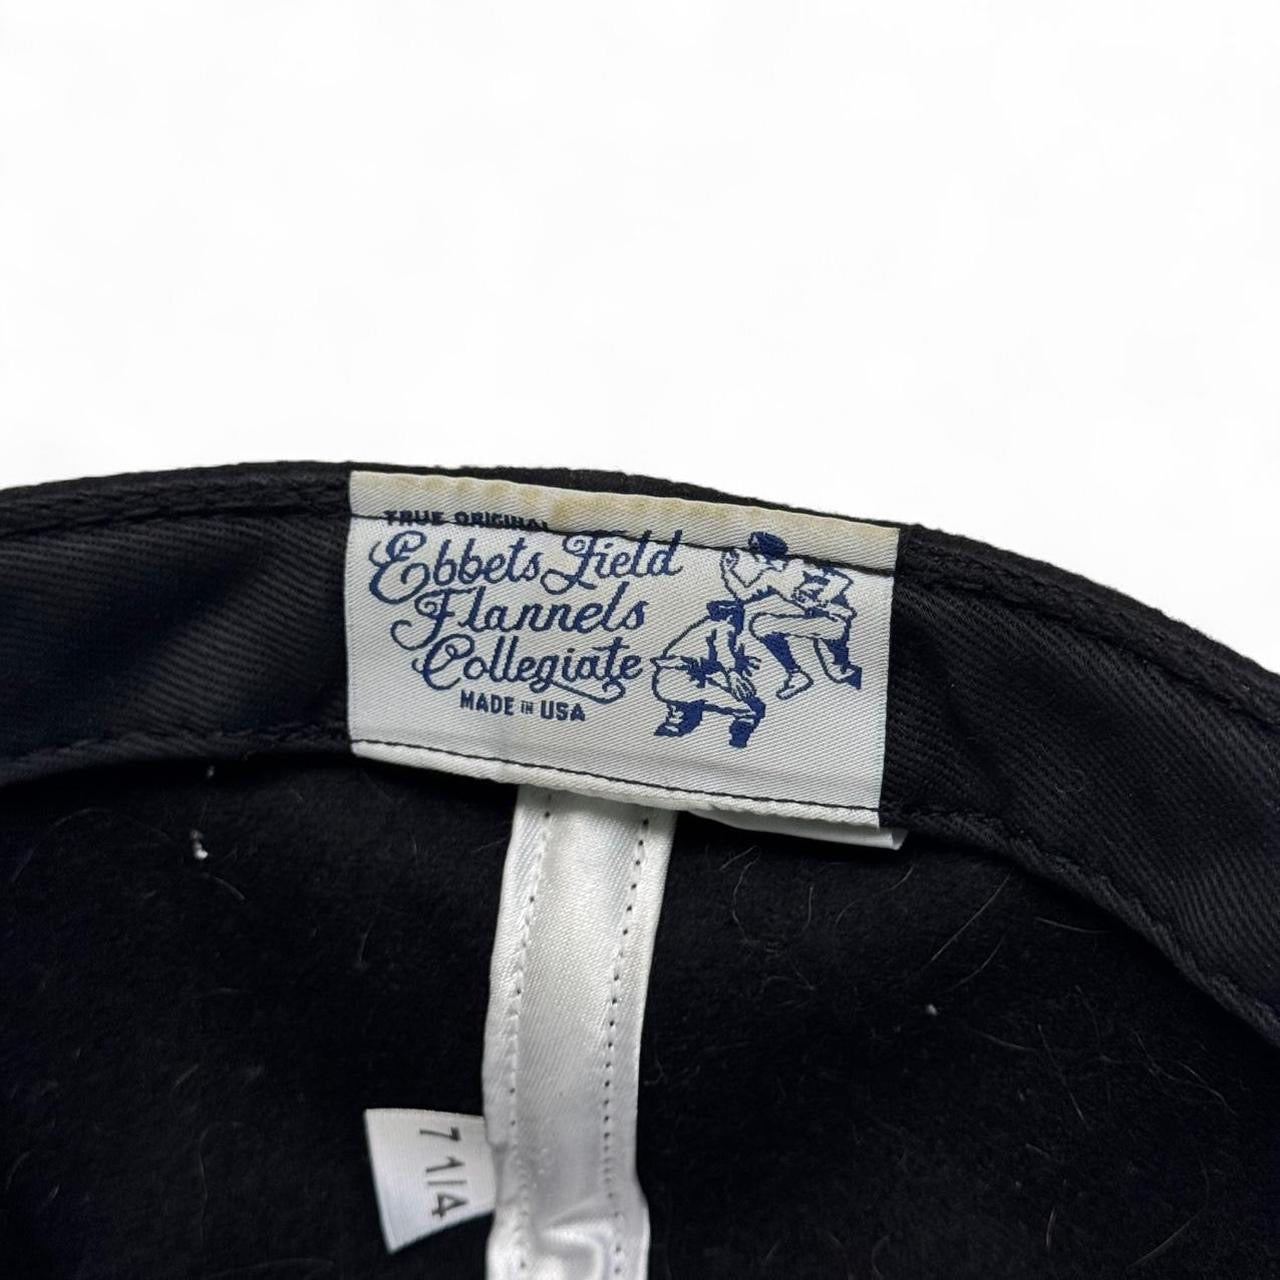 TRUE ORIGINAL
Ebbets Field
Flannels
Collegiate
MADE IN USA
7 1/4